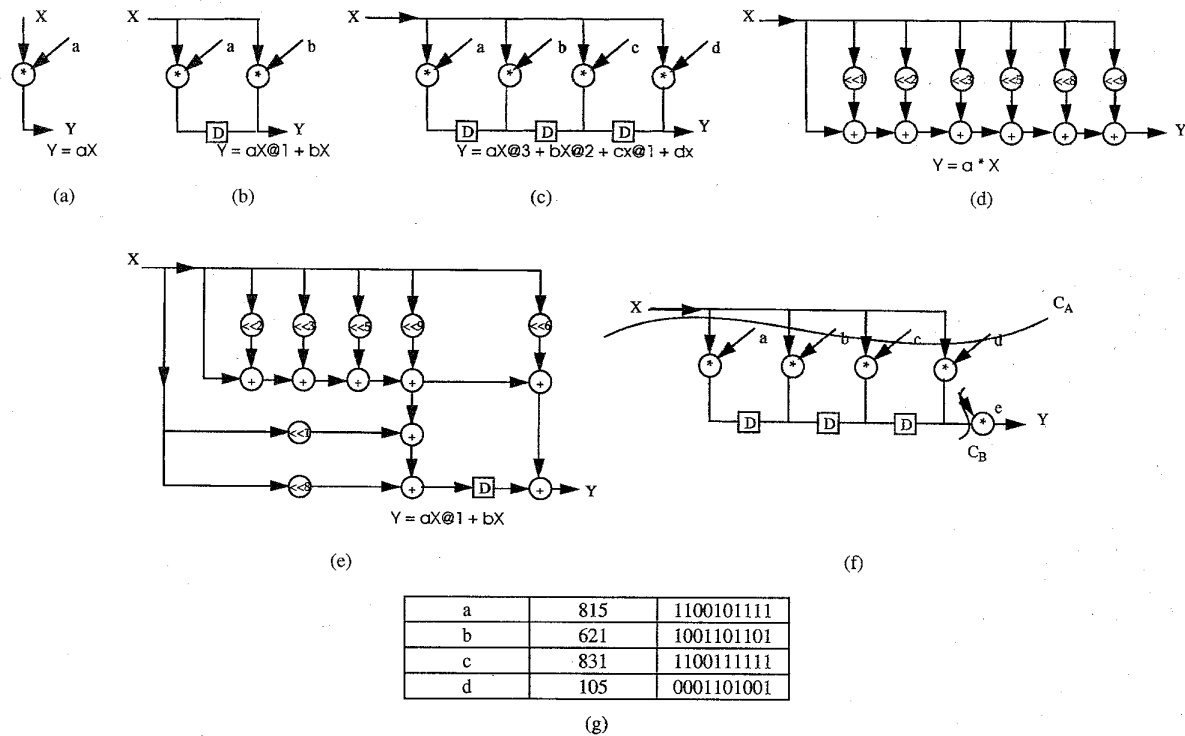 X
a
*
Y
Y = aX
(a)
X
a
b
*
*
D
Y
Y = aX@1 + bX
(b)
X
a
b
c
d
*
*
*
*
D
D
D
Y
Y = aX@3 + bX@2 + cx@1 + dx
(c)
X
<<1
<<2
<<3
<<5
<<8
<<9
+
+
+
+
+
+
Y
Y = a * X
(d)
X
<<2
<<3
<<5
<<9
<<6
+
+
+
+
+
<<1
+
<<8
+
D
+
Y
Y = aX@1 + bX
(e)
X
C_A
a
b
c
d
*
*
*
*
D
D
D
e
*
Y
C_B
(f)
a 815 1100101111
b 621 1001101101
c 831 1100111111
d 105 0001101001
(g)